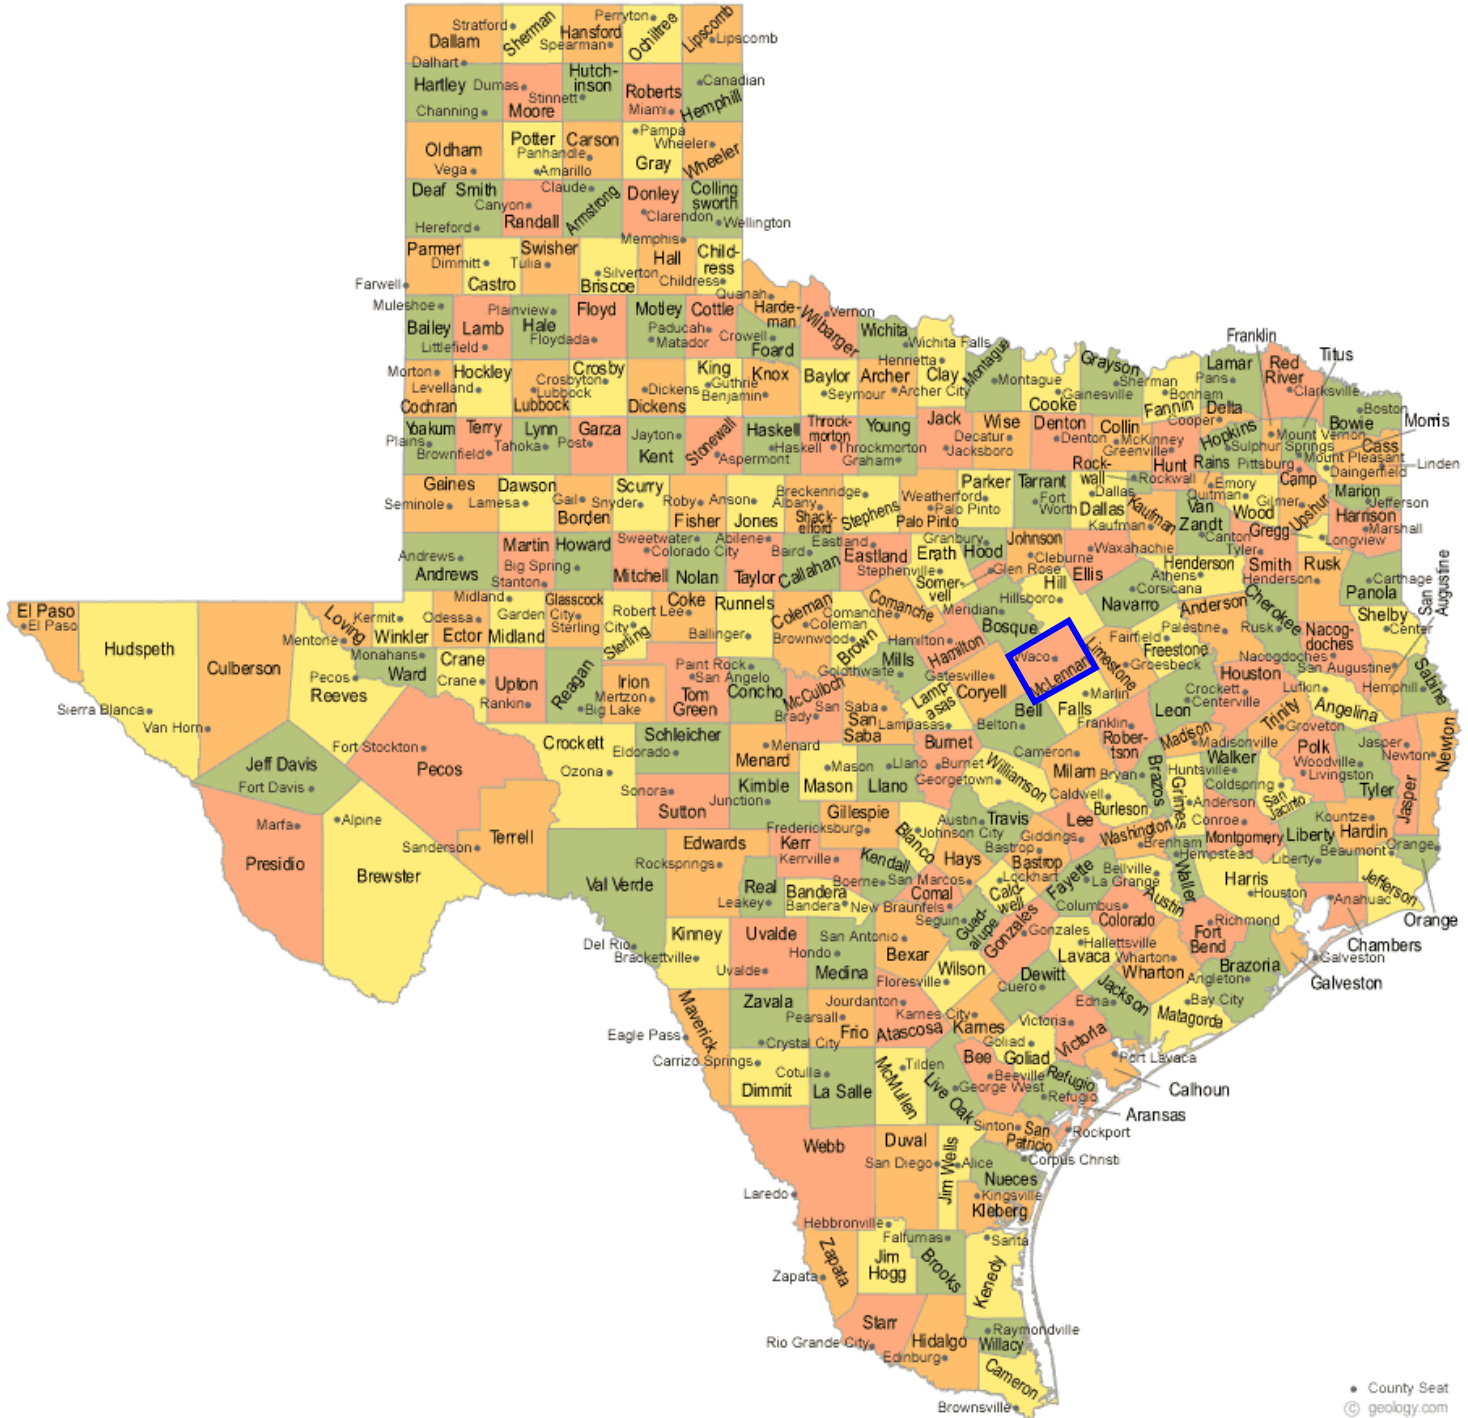 Stratford
Sherman
Hansford
Perryton
Ochiltree
Lipscomb
Lipscomb
Dallam
Spearman
Dalhart
Hartley
Dumas
Hutch-
inson
Stinnett
Roberts
Canadian
Channing
Moore
Miami
Hemphill
Oldham
Potter
Carson
Pampa
Wheeler
Panhandle
Gray
Wheeler
Vega
Amarillo
Deaf Smith
Claude
Armstrong
Donley
Colling
sworth
Canyon
Randall
Clarendon
Wellington
Hereford
Memphis
Parmer
Swisher
Hall
Child-
ress
Dimmitt
Tulia
Silverton
Farwell
Castro
Briscoe
Childress
Quanah
Muleshoe
Lamb
Plainview
Floyd
Motley
Cottle
Harde-
man
Wilbarger
Vernon
Bailey
Hale
Paducah
Crowell
Wichita
Littlefield
Floydada
Matador
Foard
Wichita Falls
Henrietta
Montague
Grayson
Lamar
Franklin
Red
River
Titus
Morton
Hockley
Crosby
King
Knox
Baylor
Archer
Clay
Montague
Sherman
Paris
Levelland
Crosbyton
Lubbock
Dickens
Guthrie
Benjamin
Seymour
Archer City
Cooke
Gainesville
Bonham
Clarksville
Cochran
Lubbock
Dickens
Fannin
Delta
Boston
Yoakum
Terry
Lynn
Garza
Jayton
Stonewall
Haskell
Throck-
morton
Young
Jack
Wise
Denton
Collin
Cooper
Hopkins
Mount Vernon
Bowie
Morris
Plains
Brownfield
Tahoka
Post
Kent
Aspermont
Haskell
Throckmorton
Graham
Decatur
Jacksboro
Denton
McKinney
Greenville
Sulphur Springs
Mount Pleasant
Cass
Linden
Rock-
wall
Hunt
Rains
Pittsburg
Daingerfield
Gaines
Dawson
Scurry
Parker
Tarrant
Rockwall
Emory
Camp
Marion
Seminole
Lamesa
Gail
Borden
Snyder
Roby
Fisher
Anson
Jones
Breckenridge
Albany
Shack-
elford
Stephens
Weatherford
Palo Pinto
Palo Pinto
Fort
Worth
Dallas
Dallas
Kaufman
Kaufman
Quitman
Van
Zandt
Wood
Gilmer
Upshur
Jefferson
Harrison
Marshall
Canton
Gregg
Longview
Andrews
Martin
Howard
Sweetwater
Abilene
Eastland
Eastland
Erath
Granbury
Hood
Johnson
Cleburne
Waxahachie
Tyler
Andrews
Big Spring
Stanton
Colorado City
Mitchell
Nolan
Taylor
Baird
Callahan
Stephenville
Somer-
vell
Glen Rose
Hill
Ellis
Henderson
Athens
Smith
Henderson
Rusk
Carthage
Panola
San
Augustine
El Paso
El Paso
Loving
Kermit
Midland
Odessa
Garden
City
Glasscock
Sterling
Robert Lee
City
Coke
Runnels
Coleman
Comanche
Comanche
Meridian
Hillsboro
Navarro
Corsicana
Anderson
Cherokee
Shelby
Hudspeth
Culberson
Mentone
Winkler
Ector
Midland
Sterling
Ballinger
Coleman
Brownwood
Brown
Hamilton
Hamilton
Bosque
Limestone
Fairfield
Freestone
Palestine
Rusk
Nacog-
doches
Center
Monahans
Ward
Crane
Crane
Upton
Reagan
Irion
Paint Rock
San Angelo
Concho
Goldthwaite
Mills
Gatesville
Waco
McLennan
Groesbeck
Nacogdoches
San Augustine
Sabine
Pecos
Reeves
Rankin
Mertzon
Big Lake
Tom
Green
McCulloch
Brady
San Saba
San
Saba
Lamp-
asas
Lampasas
Coryell
Bell
Belton
Marlin
Falls
Leon
Crockett
Centerville
Houston
Lufkin
Angelina
Hemphill
Sierra Blanca
Van Horn
Fort Stockton
Pecos
Crockett
Ozona
Schleicher
Eldorado
Menard
Menard
Mason
Mason
Llano
Llano
Burnet
Burnet
Georgetown
Williamson
Cameron
Milam
Franklin
Rober-
tson
Bryan
Madison
Madisonville
Trinity
Groveton
Polk
Woodville
Livingston
Jasper
Newton
Newton
Jeff Davis
Fort Davis
Sonora
Sutton
Kimble
Junction
Caldwell
Burleson
Brazos
Huntsville
Walker
Coldspring
San
Jacinto
Tyler
Jasper
Marfa
Presidio
Alpine
Brewster
Sanderson
Terrell
Gillespie
Fredericksburg
Blanco
Austin
Travis
Johnson City
Bastrop
Giddings
Lee
Washington
Brenham
Grimes
Anderson
Conroe
Montgomery
Kountze
Liberty
Hardin
Val Verde
Edwards
Rocksprings
Kerr
Kerrville
Kendall
Hays
Bastrop
Lockhart
Fayette
Bellville
La Grange
Hempstead
Waller
Liberty
Beaumont
Orange
Real
Leakey
Bandera
Bandera
Boerne
San Marcos
Comal
New Braunfels
Cald-
well
Columbus
Austin
Harris
Houston
Jefferson
Anahuac
Orange
Del Rio
Kinney
Brackettville
Uvalde
Uvalde
San Antonio
Hondo
Medina
Bexar
Seguin
Guad-
alupe
Gonzales
Gonzales
Colorado
Hallettsville
Lavaca
Wharton
Wharton
Fort
Bend
Richmond
Chambers
Galveston
Galveston
Maverick
Zavala
Jourdanton
Floresville
Wilson
Dewitt
Cuero
Edna
Jackson
Brazoria
Angleton
Bay City
Matagorda
Eagle Pass
Pearsall
Frio
Crystal City
Atascosa
Karnes City
Karnes
Victoria
Goliad
Victoria
Carrizo Springs
Dimmit
Cotulla
La Salle
Tilden
McMullen
Live Oak
Bee
Goliad
Beeville
George West
Refugio
Refugio
Port Lavaca
Calhoun
Aransas
Webb
Duval
Sinton
San
Patricio
Rockport
San Diego
Jim Wells
Alice
Corpus Christi
Nueces
Laredo
Kingsville
Kleberg
Hebbronville
Falfurrias
Santa
Zapata
Zapata
Jim
Hogg
Brooks
Kenedy
Starr
Raymondville
Rio Grande City
Hidalgo
Willacy
Edinburg
Cameron
Brownsville
County Seat
© geology.com